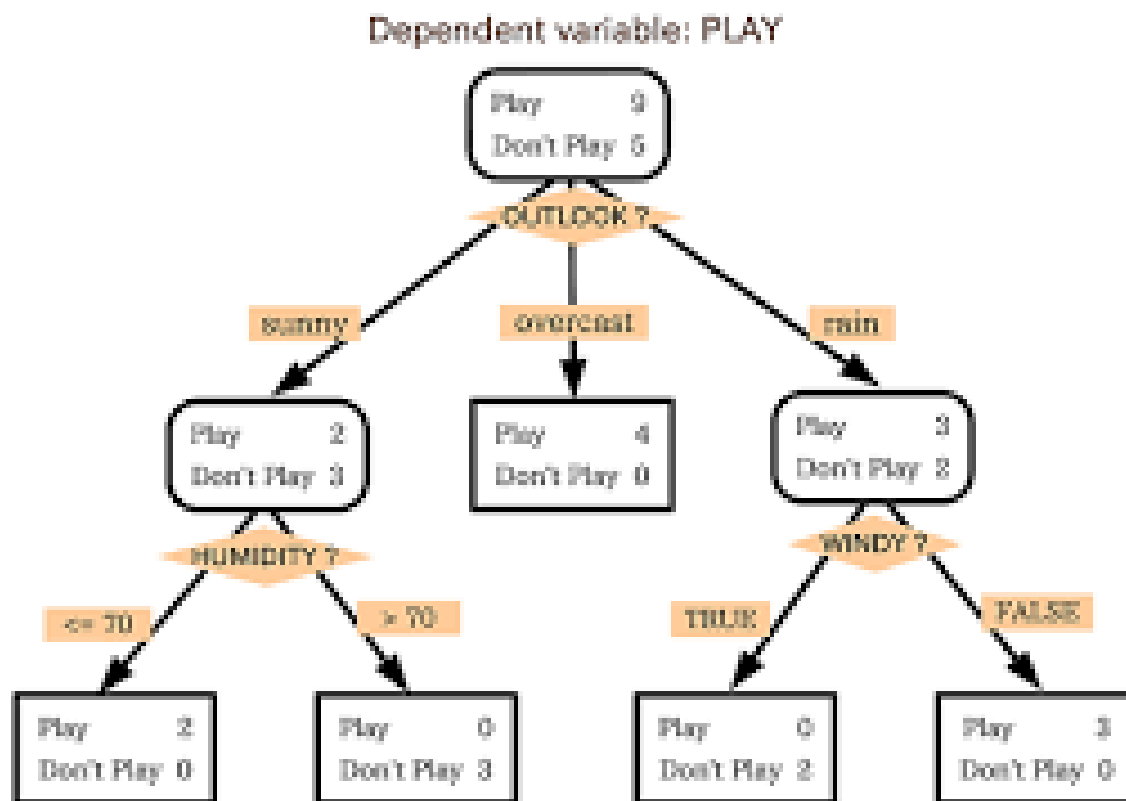 Dependent variable: PLAY
Play 9
Don't Play 5
OUTLOOK ?
sunny
overcast
rain
Play 2
Don't Play 3
Play 4
Don't Play 0
Play 3
Don't Play 2
HUMIDITY ?
WINDY ?
<= 70
> 70
TRUE
FALSE
Play 2
Don't Play 0
Play 0
Don't Play 3
Play 0
Don't Play 2
Play 3
Don't Play 0